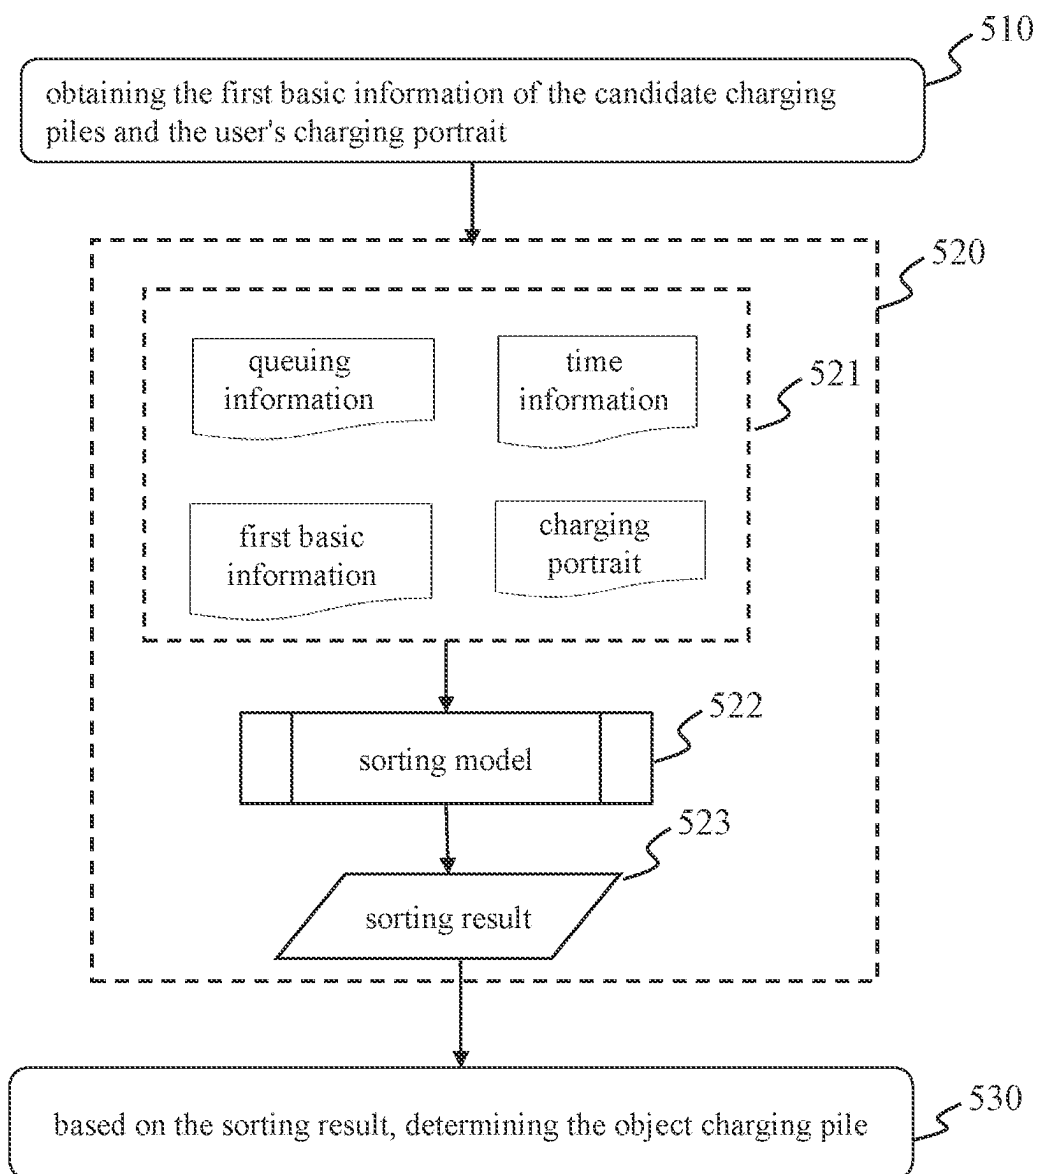 510
obtaining the first basic information of the candidate charging
piles and the user's charging portrait
520
queuing
information
time
information
521
first basic
information
charging
portrait
522
sorting model
523
sorting result
530
based on the sorting result, determining the object charging pile